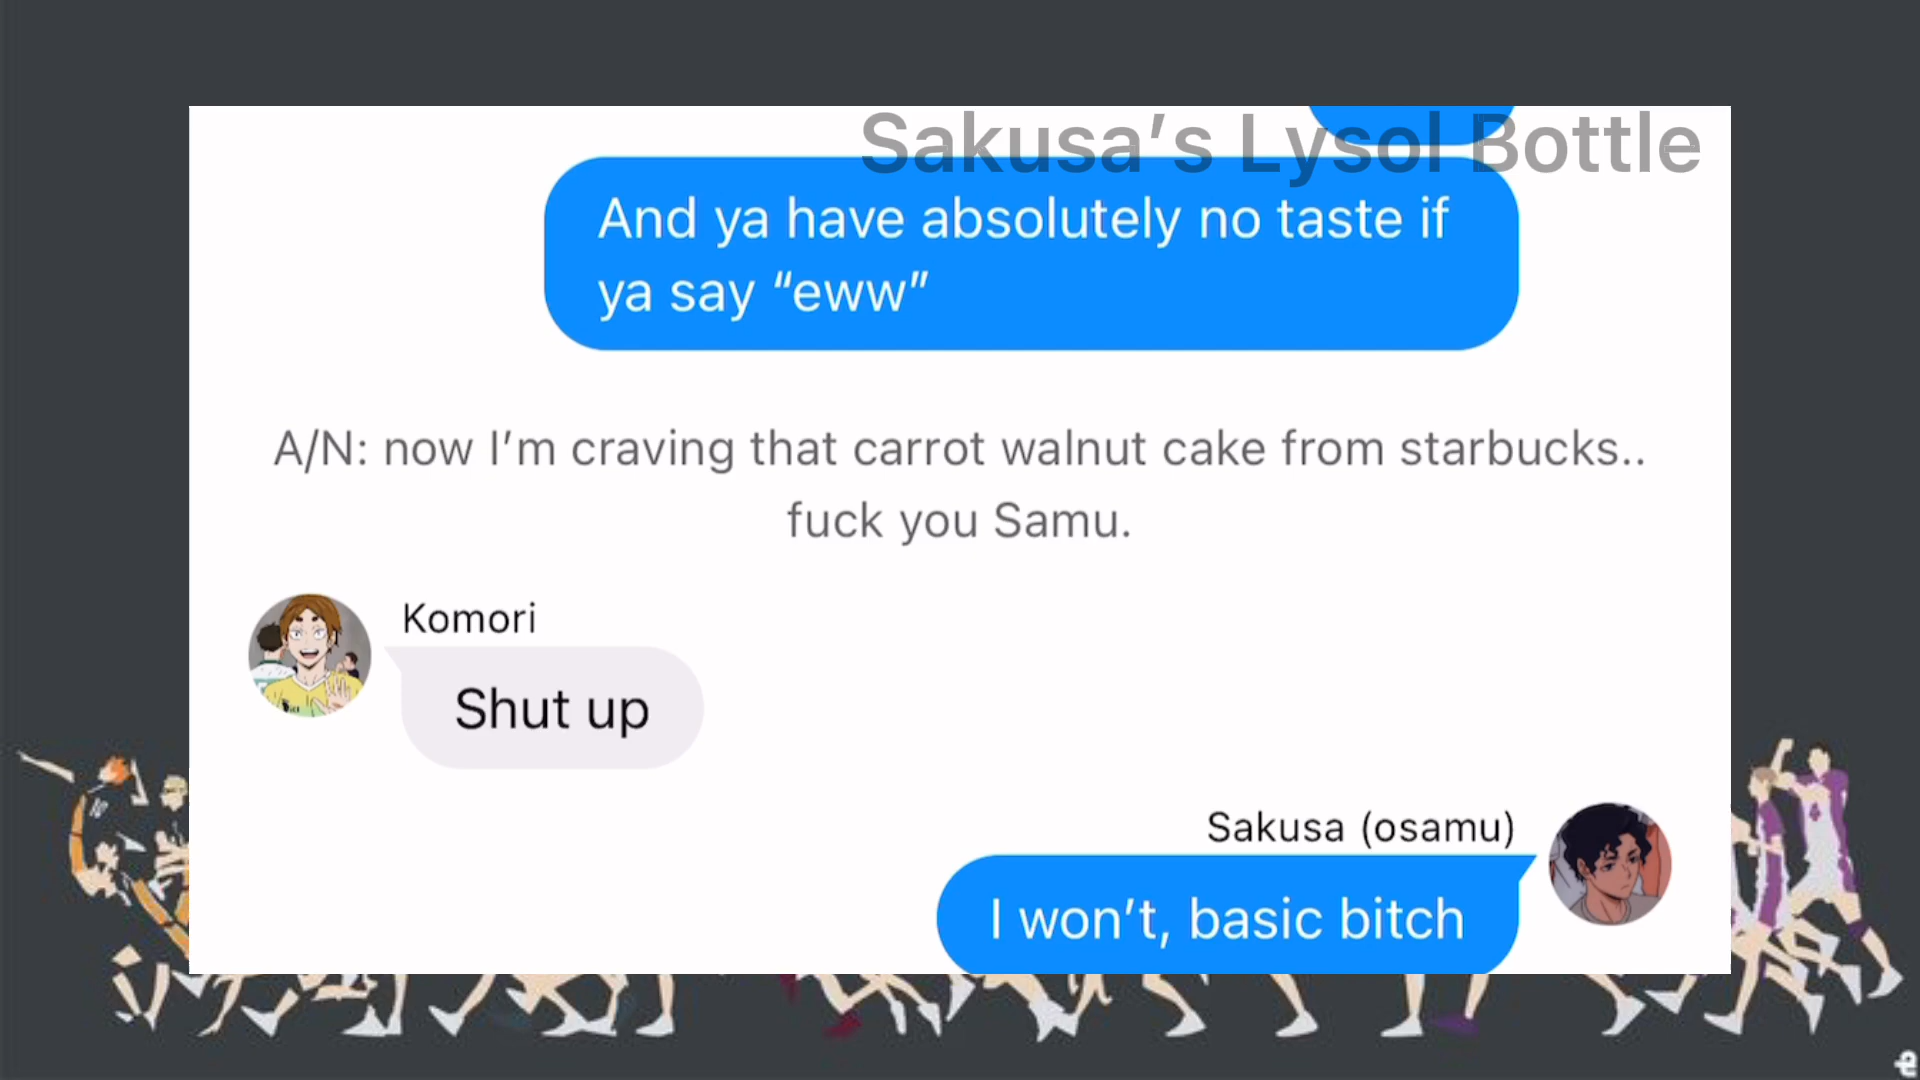 Sakusa’s Lysol Bottle
And ya have absolutely no taste if
ya say “eww”
A/N: now I’m craving that carrot walnut cake from starbucks..
fuck you Samu.
Komori
Shut up
Sakusa (osamu)
I won’t, basic bitch